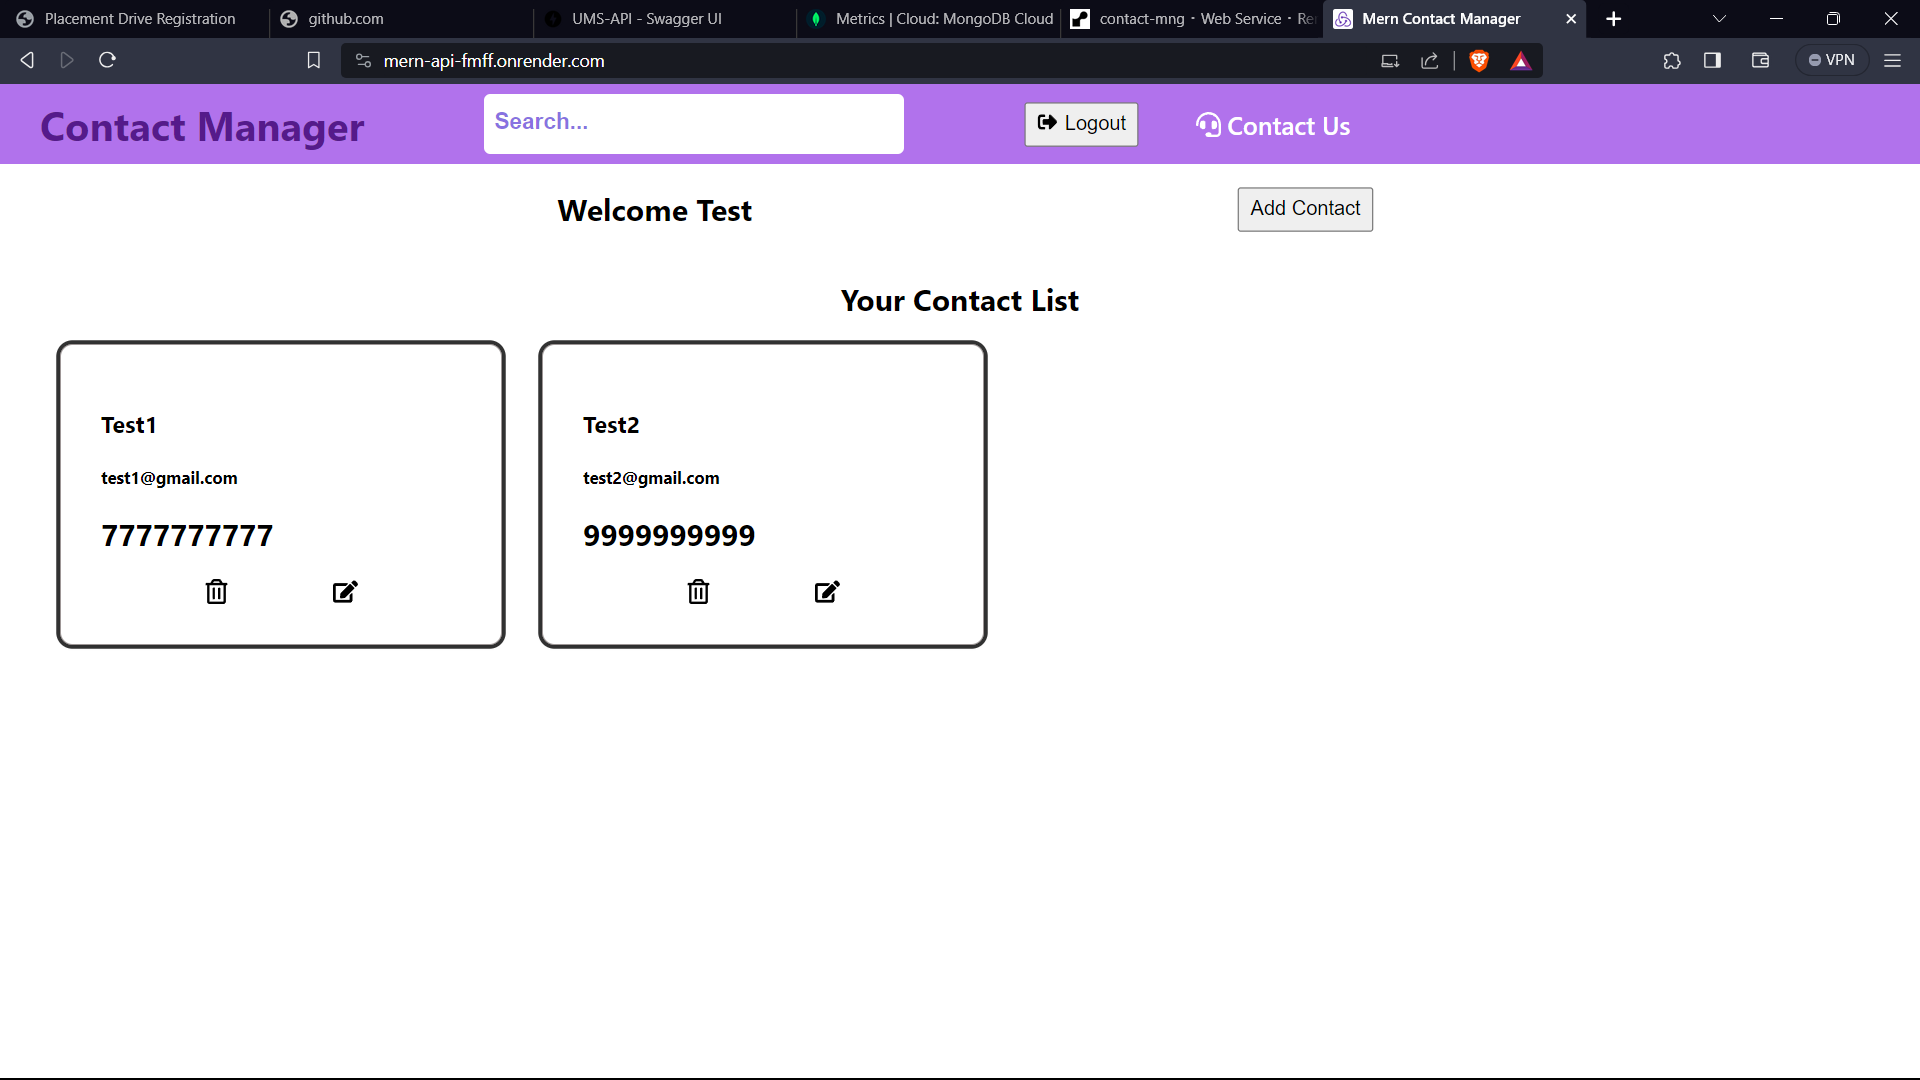 Placement Drive Registration
github.com
UMS-API - Swagger UI
Metrics | Cloud: MongoDB Cloud
contact-mng · Web Service · Re
Mern Contact Manager
mern-api-fmff.onrender.com
VPN
Contact Manager
Search...
Logout
Contact Us
Welcome Test
Add Contact
Your Contact List
Test1
test1@gmail.com
7777777777
Test2
test2@gmail.com
9999999999